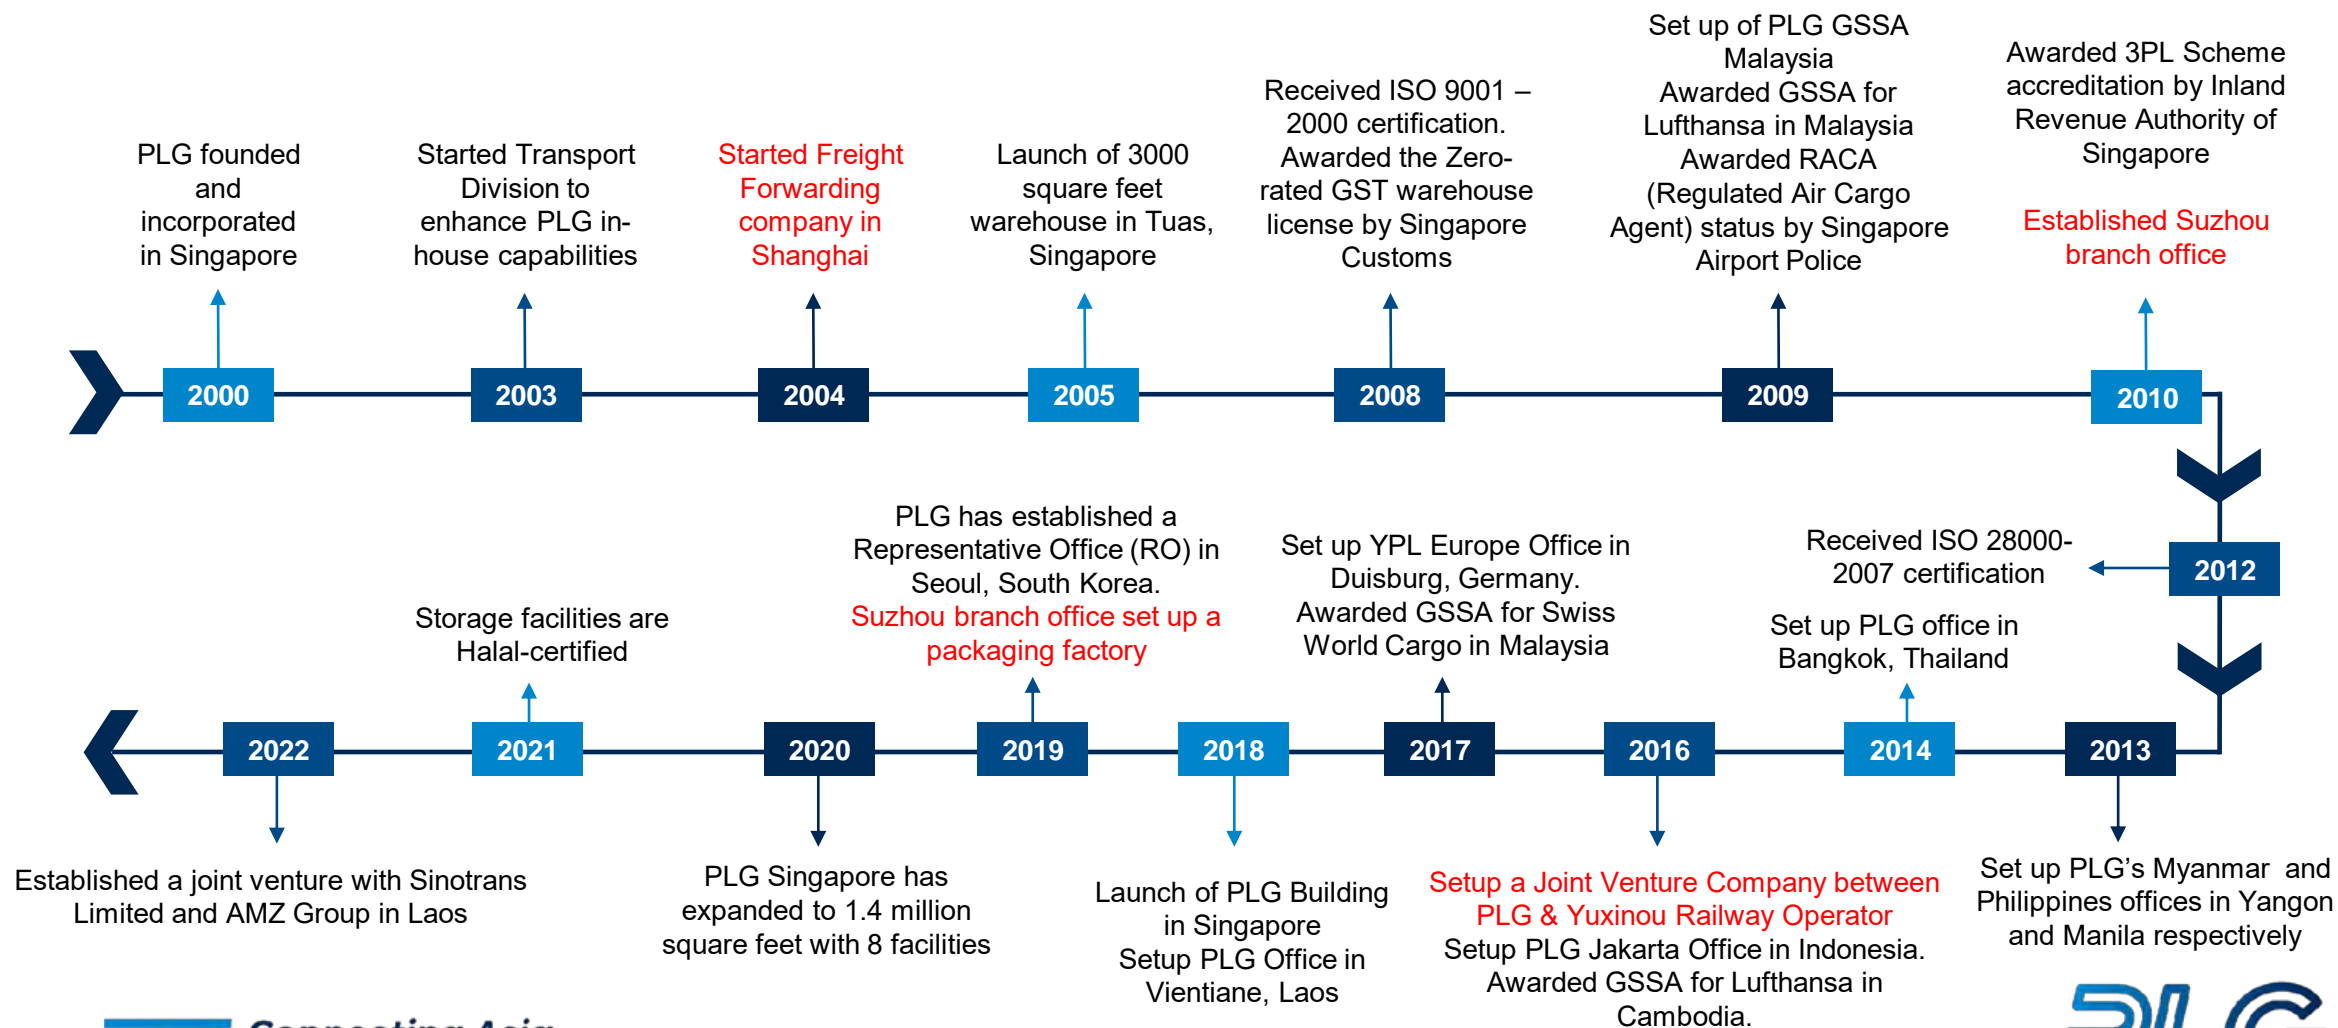 PLG founded
and
incorporated
in Singapore
Started Transport
Division to
enhance PLG in-
house capabilities
Started Freight
Forwarding
company in
Shanghai
Launch of 3000
square feet
warehouse in Tuas,
Singapore
Received ISO 9001 –
2000 certification.
Awarded the Zero-
rated GST warehouse
license by Singapore
Customs
Set up of PLG GSSA
Malaysia
Awarded GSSA for
Lufthansa in Malaysia
Awarded RACA
(Regulated Air Cargo
Agent) status by Singapore
Airport Police
Awarded 3PL Scheme
accreditation by Inland
Revenue Authority of
Singapore
Established Suzhou
branch office
2000
2003
2004
2005
2008
2009
2010
Received ISO 28000-
2007 certification
2012
Storage facilities are
Halal-certified
PLG has established a
Representative Office (RO) in
Seoul, South Korea.
Suzhou branch office set up a
packaging factory
Set up YPL Europe Office in
Duisburg, Germany.
Awarded GSSA for Swiss
World Cargo in Malaysia
Set up PLG office in
Bangkok, Thailand
2022
2021
2020
2019
2018
2017
2016
2014
2013
Established a joint venture with Sinotrans
Limited and AMZ Group in Laos
PLG Singapore has
expanded to 1.4 million
square feet with 8 facilities
Launch of PLG Building
in Singapore
Setup PLG Office in
Vientiane, Laos
Setup a Joint Venture Company between
PLG & Yuxinou Railway Operator
Setup PLG Jakarta Office in Indonesia.
Awarded GSSA for Lufthansa in
Cambodia.
Set up PLG's Myanmar and
Philippines offices in Yangon
and Manila respectively
Connecting Asia
PLG